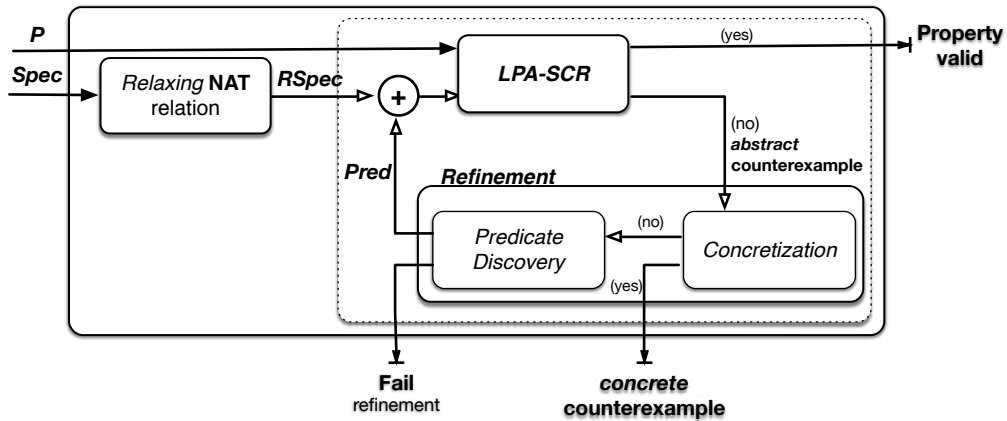 P
(yes)
Property
valid
Spec
Relaxing NAT
relation
RSpec
+
LPA-SCR
(no)
abstract
counterexample
Pred
Refinement
Predicate
Discovery
(no)
Concretization
(yes)
Fail
refinement
concrete
counterexample